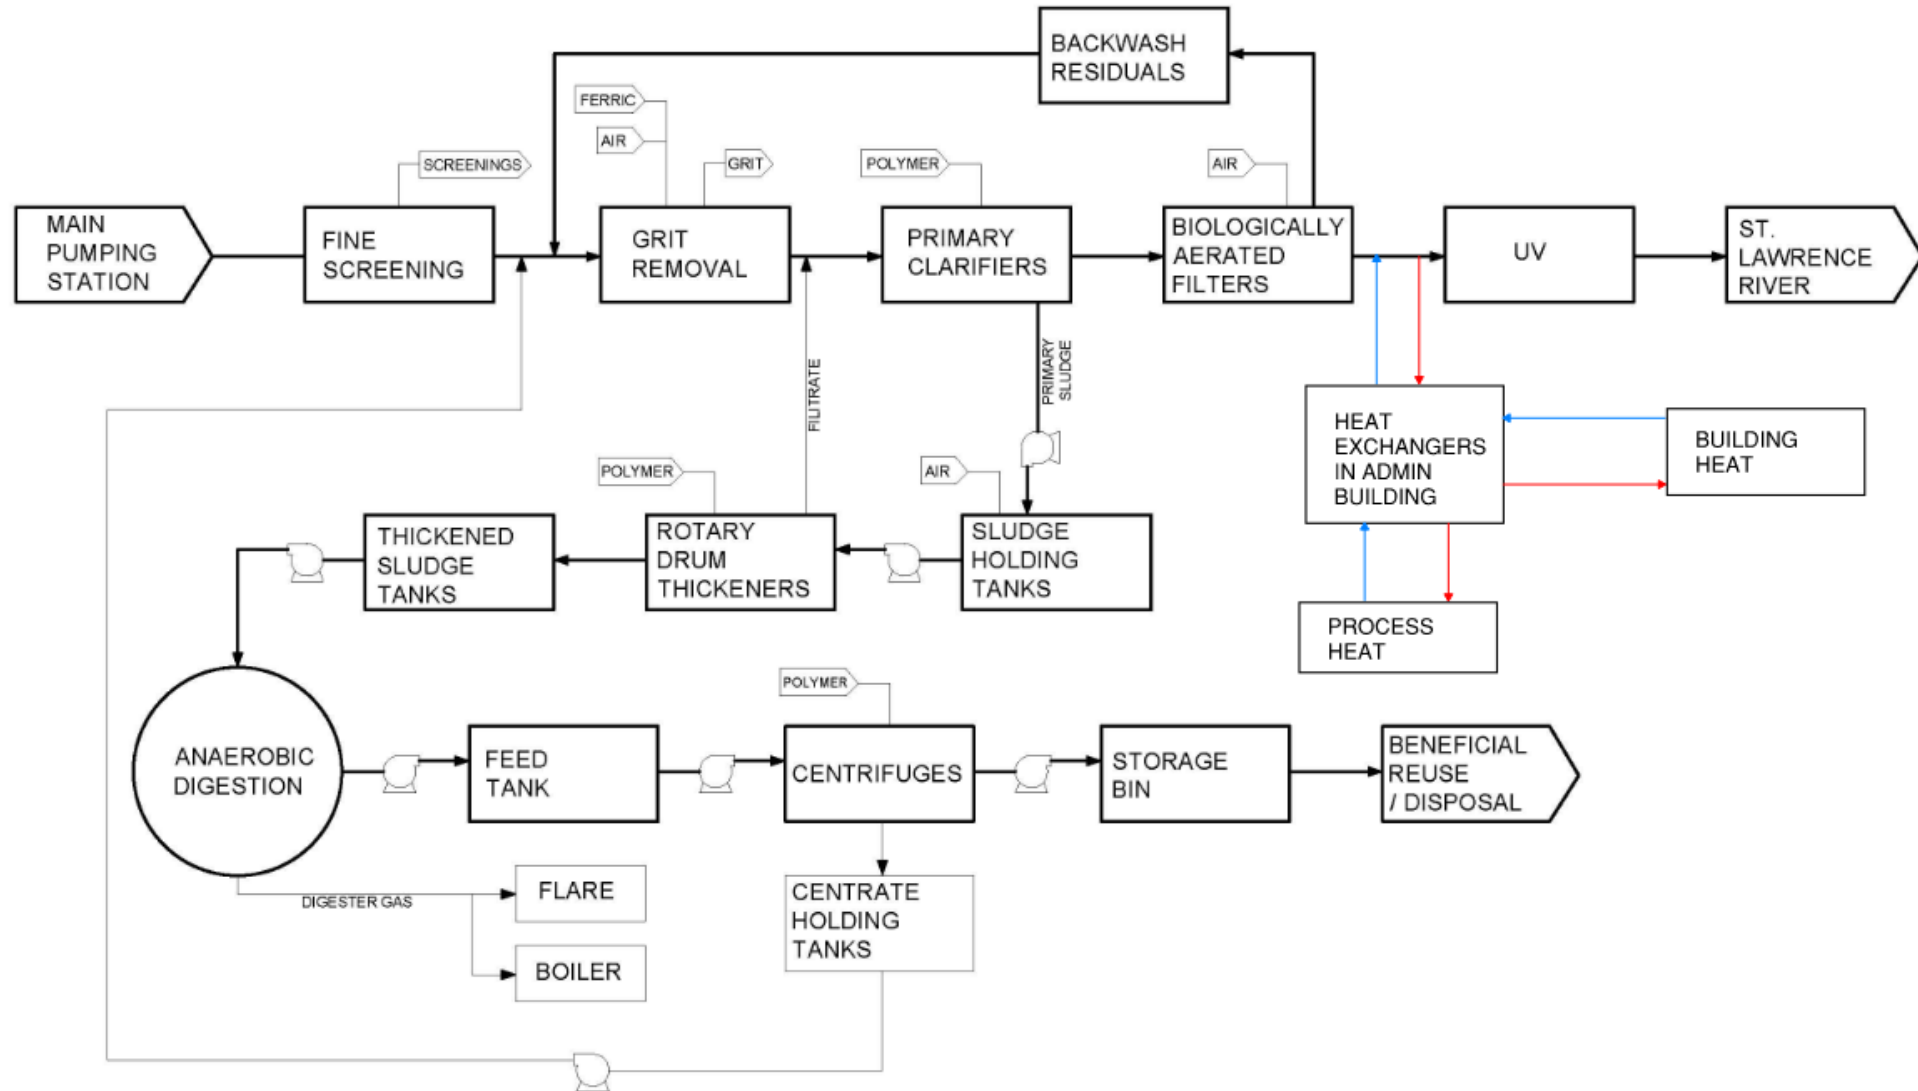 BACKWASH
RESIDUALS
FERRIC
AIR
SCREENINGS
GRIT
POLYMER
AIR
MAIN
PUMPING
STATION
FINE
SCREENING
GRIT
REMOVAL
PRIMARY
CLARIFIERS
BIOLOGICALLY
AERATED
FILTERS
UV
ST.
LAWRENCE
RIVER
FILITRATE
PRIMARY
SLUDGE
HEAT
EXCHANGERS
IN ADMIN
BUILDING
BUILDING
HEAT
POLYMER
AIR
THICKENED
SLUDGE
TANKS
ROTARY
DRUM
THICKENERS
SLUDGE
HOLDING
TANKS
PROCESS
HEAT
POLYMER
ANAEROBIC
DIGESTION
FEED
TANK
CENTRIFUGES
STORAGE
BIN
BENEFICIAL
REUSE
/ DISPOSAL
DIGESTER GAS
FLARE
BOILER
CENTRATE
HOLDING
TANKS